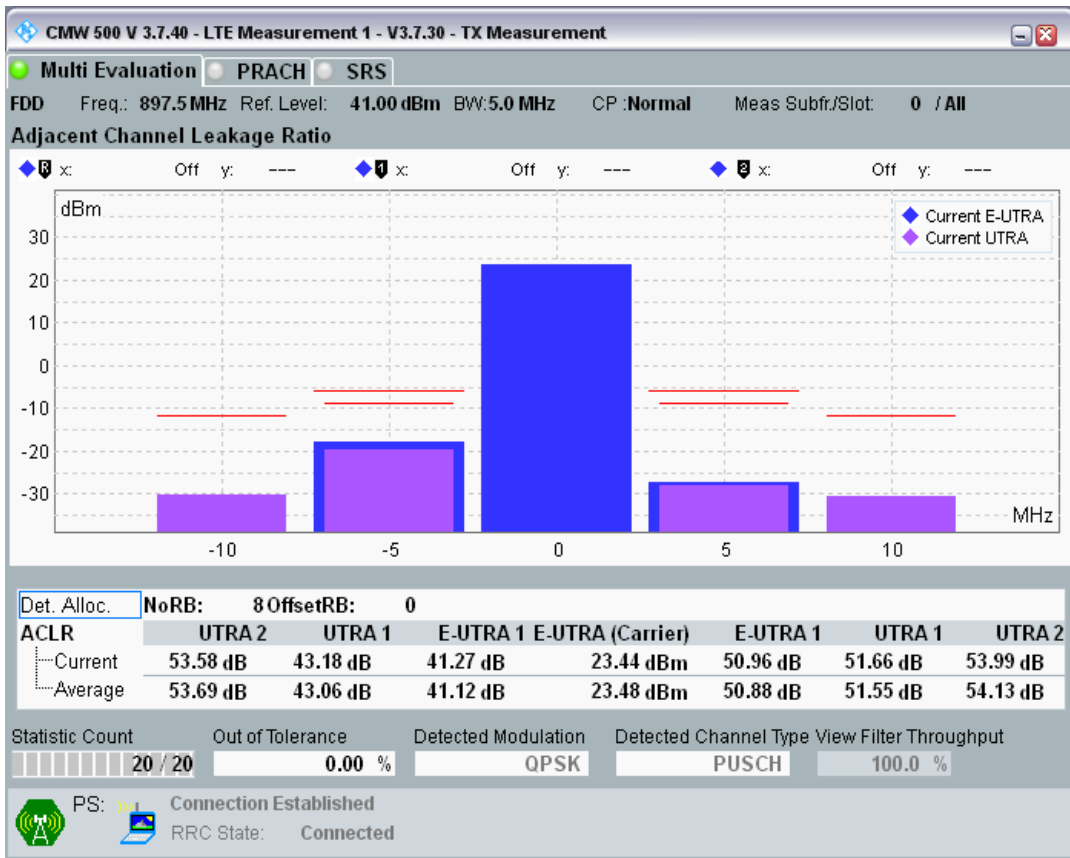 CMW 500 V 3.7.40 - LTE Measurement 1 - V3.7.30 - TX Measurement
Multi Evaluation PRACH SRS
FDD Freq.: 897.5 MHz Ref. Level: 41.00 dBm BW:5.0 MHz CP :Normal Meas Subfr./Slot: 0 / All
Adjacent Channel Leakage Ratio
R x: Off y: --- 1 x: Off y: --- 2 x: Off y: ---
dBm
Current E-UTRA
Current UTRA
30
20
10
0
-10
-20
-30
MHz
-10 -5 0 5 10
Det. Alloc. NoRB: 8 OffsetRB: 0
ACLR UTRA 2 UTRA 1 E-UTRA 1 E-UTRA (Carrier) E-UTRA 1 UTRA 1 UTRA 2
Current 53.58 dB 43.18 dB 41.27 dB 23.44 dBm 50.96 dB 51.66 dB 53.99 dB
Average 53.69 dB 43.06 dB 41.12 dB 23.48 dBm 50.88 dB 51.55 dB 54.13 dB
Statistic Count Out of Tolerance Detected Modulation Detected Channel Type View Filter Throughput
20 / 20 0.00 % QPSK PUSCH 100.0 %
PS: Connection Established
RRC State: Connected